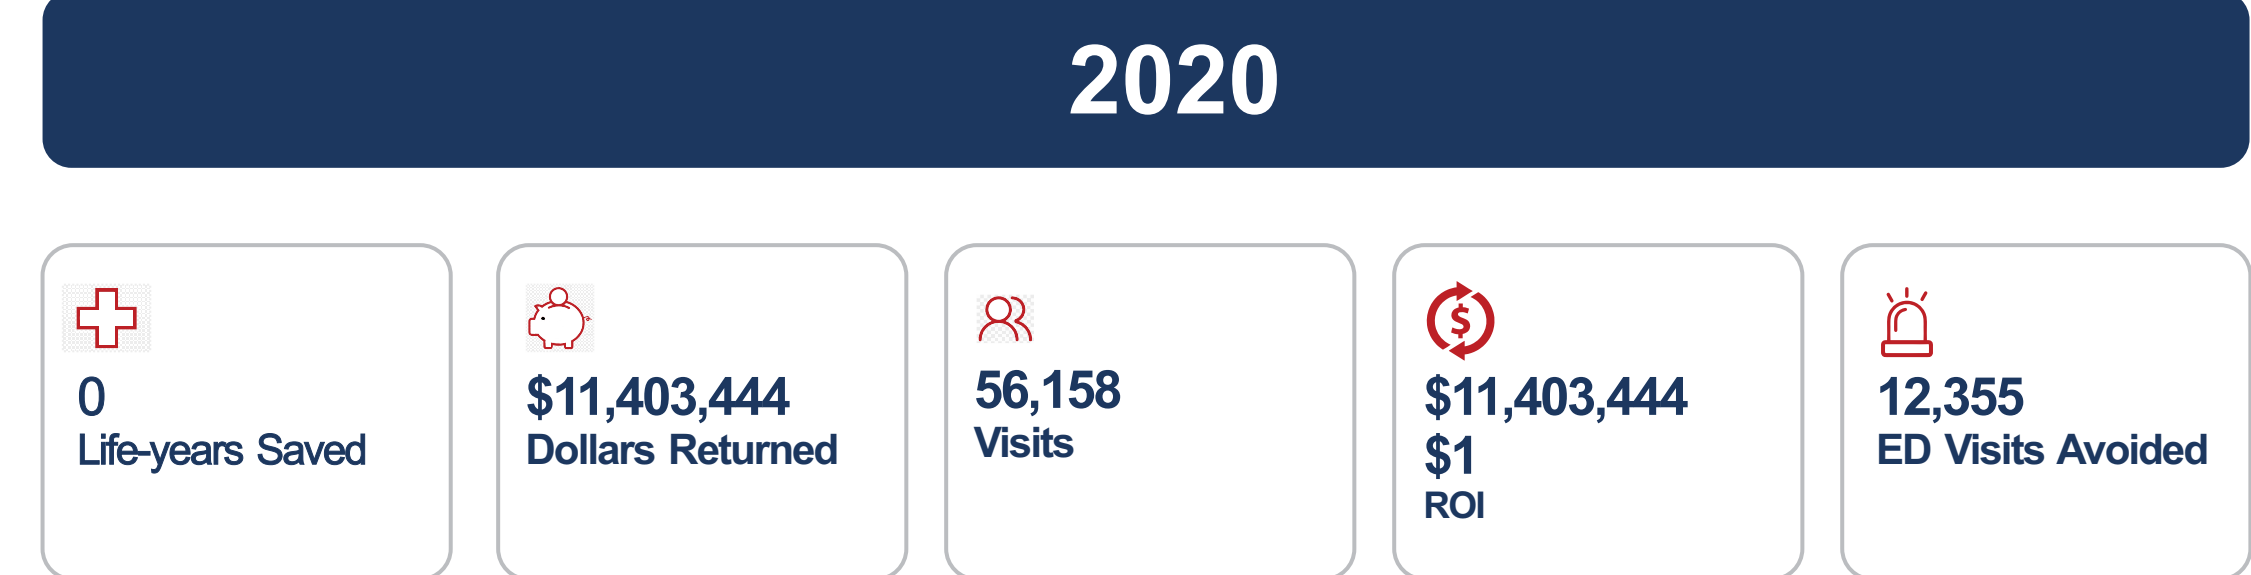 2020
0
Life-years Saved
$11,403,444
Dollars Returned
56,158
Visits
$11,403,444
$1
ROI
12,355
ED Visits Avoided